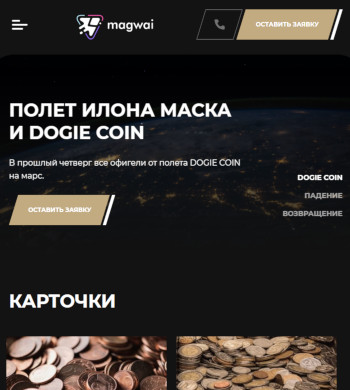 magwai
ОСТАВИТЬ ЗАЯВКУ
ПОЛЕТ ИЛОНА МАСКА
И DOGIE COIN
В прошлый четверг все офигели от полета DOGIE COIN
на марс.
DOGIE COIN
ПАДЕНИЕ
ОСТАВИТЬ ЗАЯВКУ
ВОЗВРАЩЕНИЕ
КАРТОЧКИ